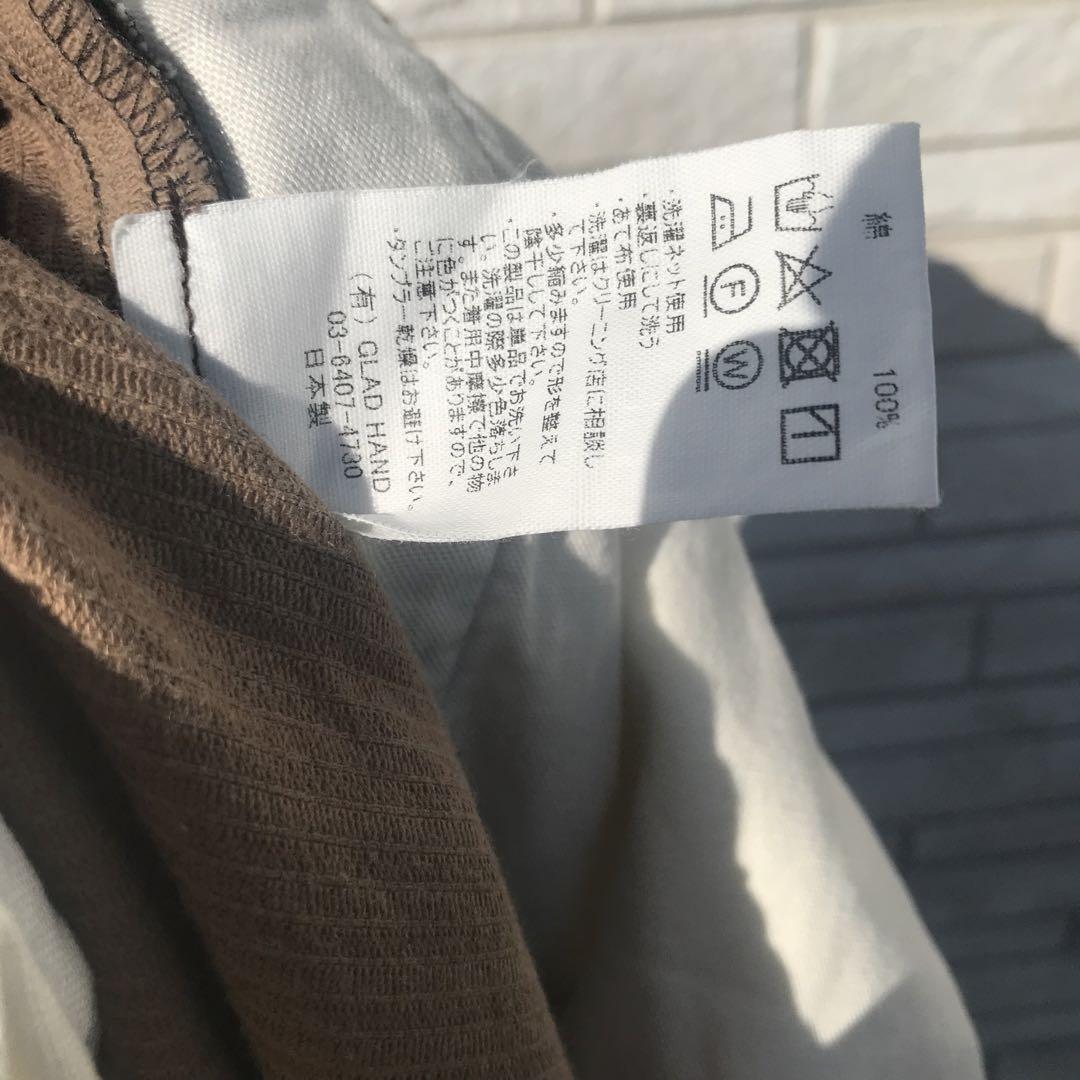 綿 100%
F
W
・洗濯ネット使用
・裏返しにして洗う
・あて布使用
・洗濯はクリーニング店に相談し
て下さい。
・多少縮みますので形を整えて
陰干しして下さい。
・この製品は単品でお洗い下さ
い。洗濯の際多少色落ちしま
す。また着用中摩擦で他の物
に色がつくことがありますので、
ご注意下さい。
・タンブラー乾燥はお避け下さい。
(有) GLAD HAND
03-6407-4730
日本製